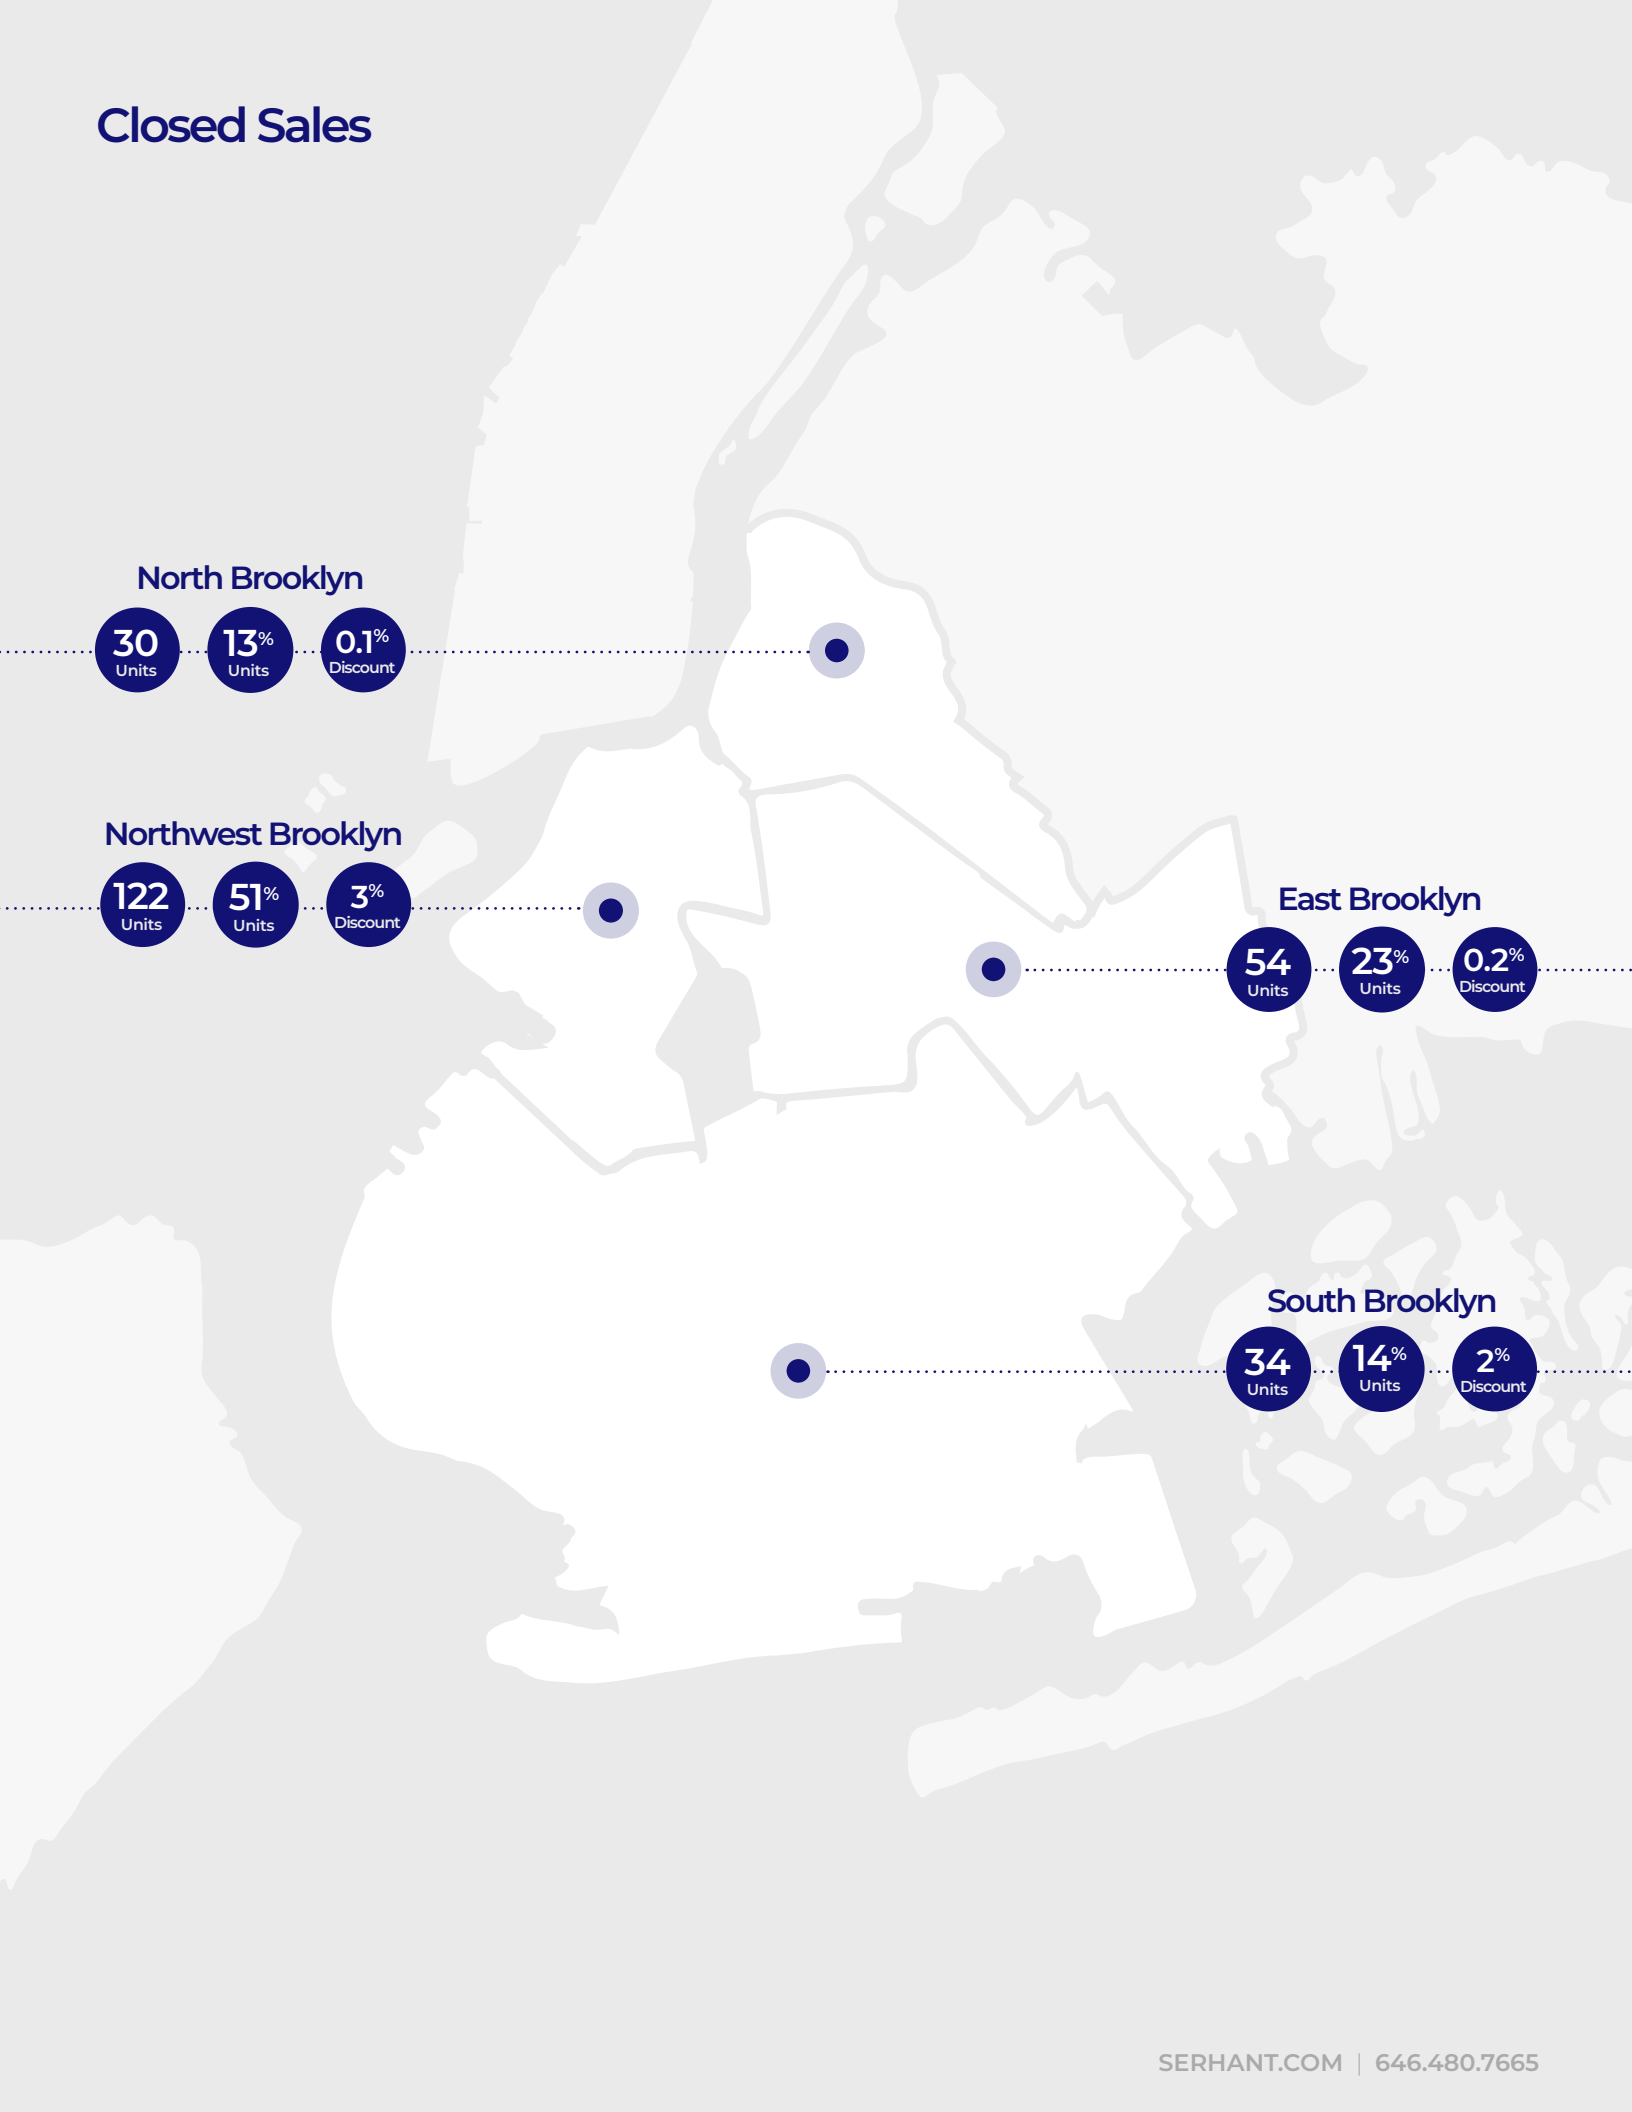 Closed Sales
North Brooklyn
30 13% 0.1%
Units Units Discount
Northwest Brooklyn
122 51% 3%
Units Units Discount
East Brooklyn
54 23% 0.2%
Units Units Discount
South Brooklyn
34 14% 2%
Units Units Discount
SERHANT.COM | 646.480.7665